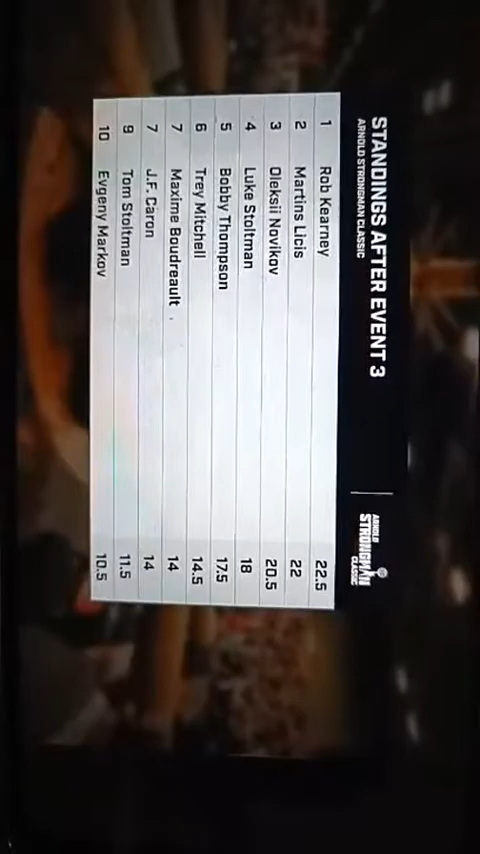 STANDINGS AFTER EVENT 3
ARNOLD STRONGMAN CLASSIC
ARNOLD
STRONGMAN
CLASSIC
1 Rob Kearney 22.5
2 Martins Licis 22
3 Oleksii Novikov 20.5
4 Luke Stoltman 18
5 Bobby Thompson 17.5
6 Trey Mitchell 14.5
7 Maxime Boudreault 14
7 J.F. Caron 14
9 Tom Stoltman 11.5
10 Evgeny Markov 10.5